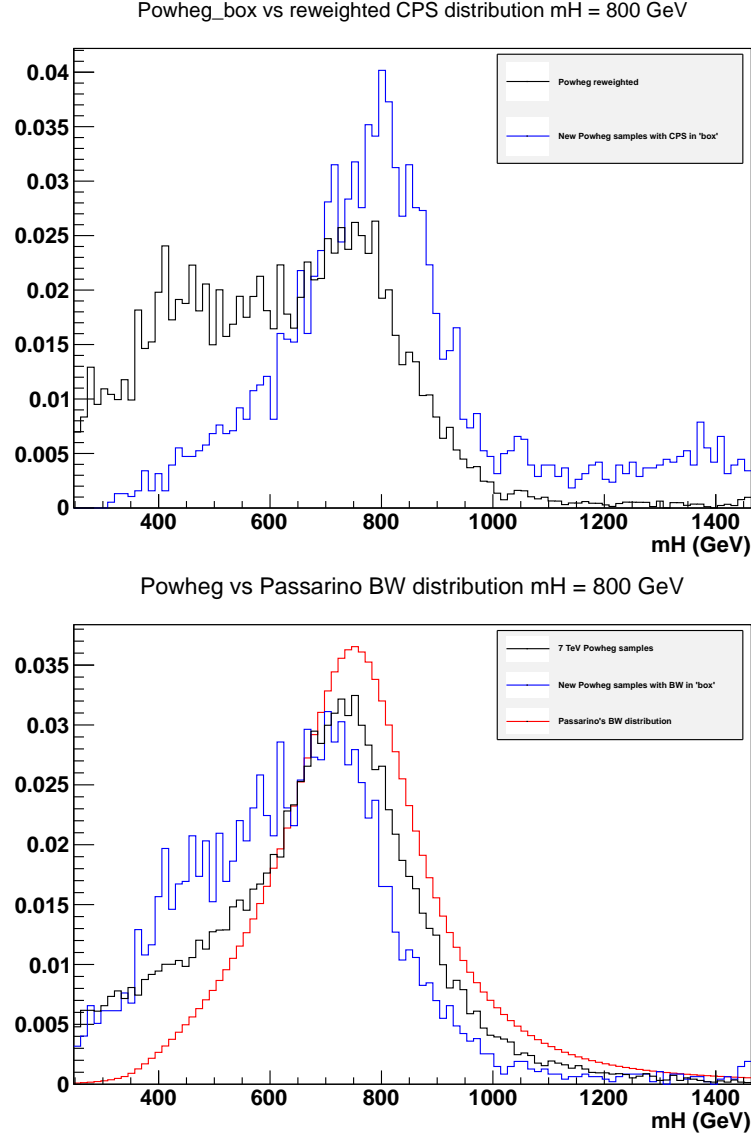 Powheg_box vs reweighted CPS distribution mH = 800 GeV
Powheg reweighted
New Powheg samples with CPS in 'box'
0.04
0.035
0.03
0.025
0.02
0.015
0.01
0.005
0
400 600 800 1000 1200 1400
mH (GeV)
Powheg vs Passarino BW distribution mH = 800 GeV
7 TeV Powheg samples
New Powheg samples with BW in 'box'
Passarino's BW distribution
0.035
0.03
0.025
0.02
0.015
0.01
0.005
0
400 600 800 1000 1200 1400
mH (GeV)